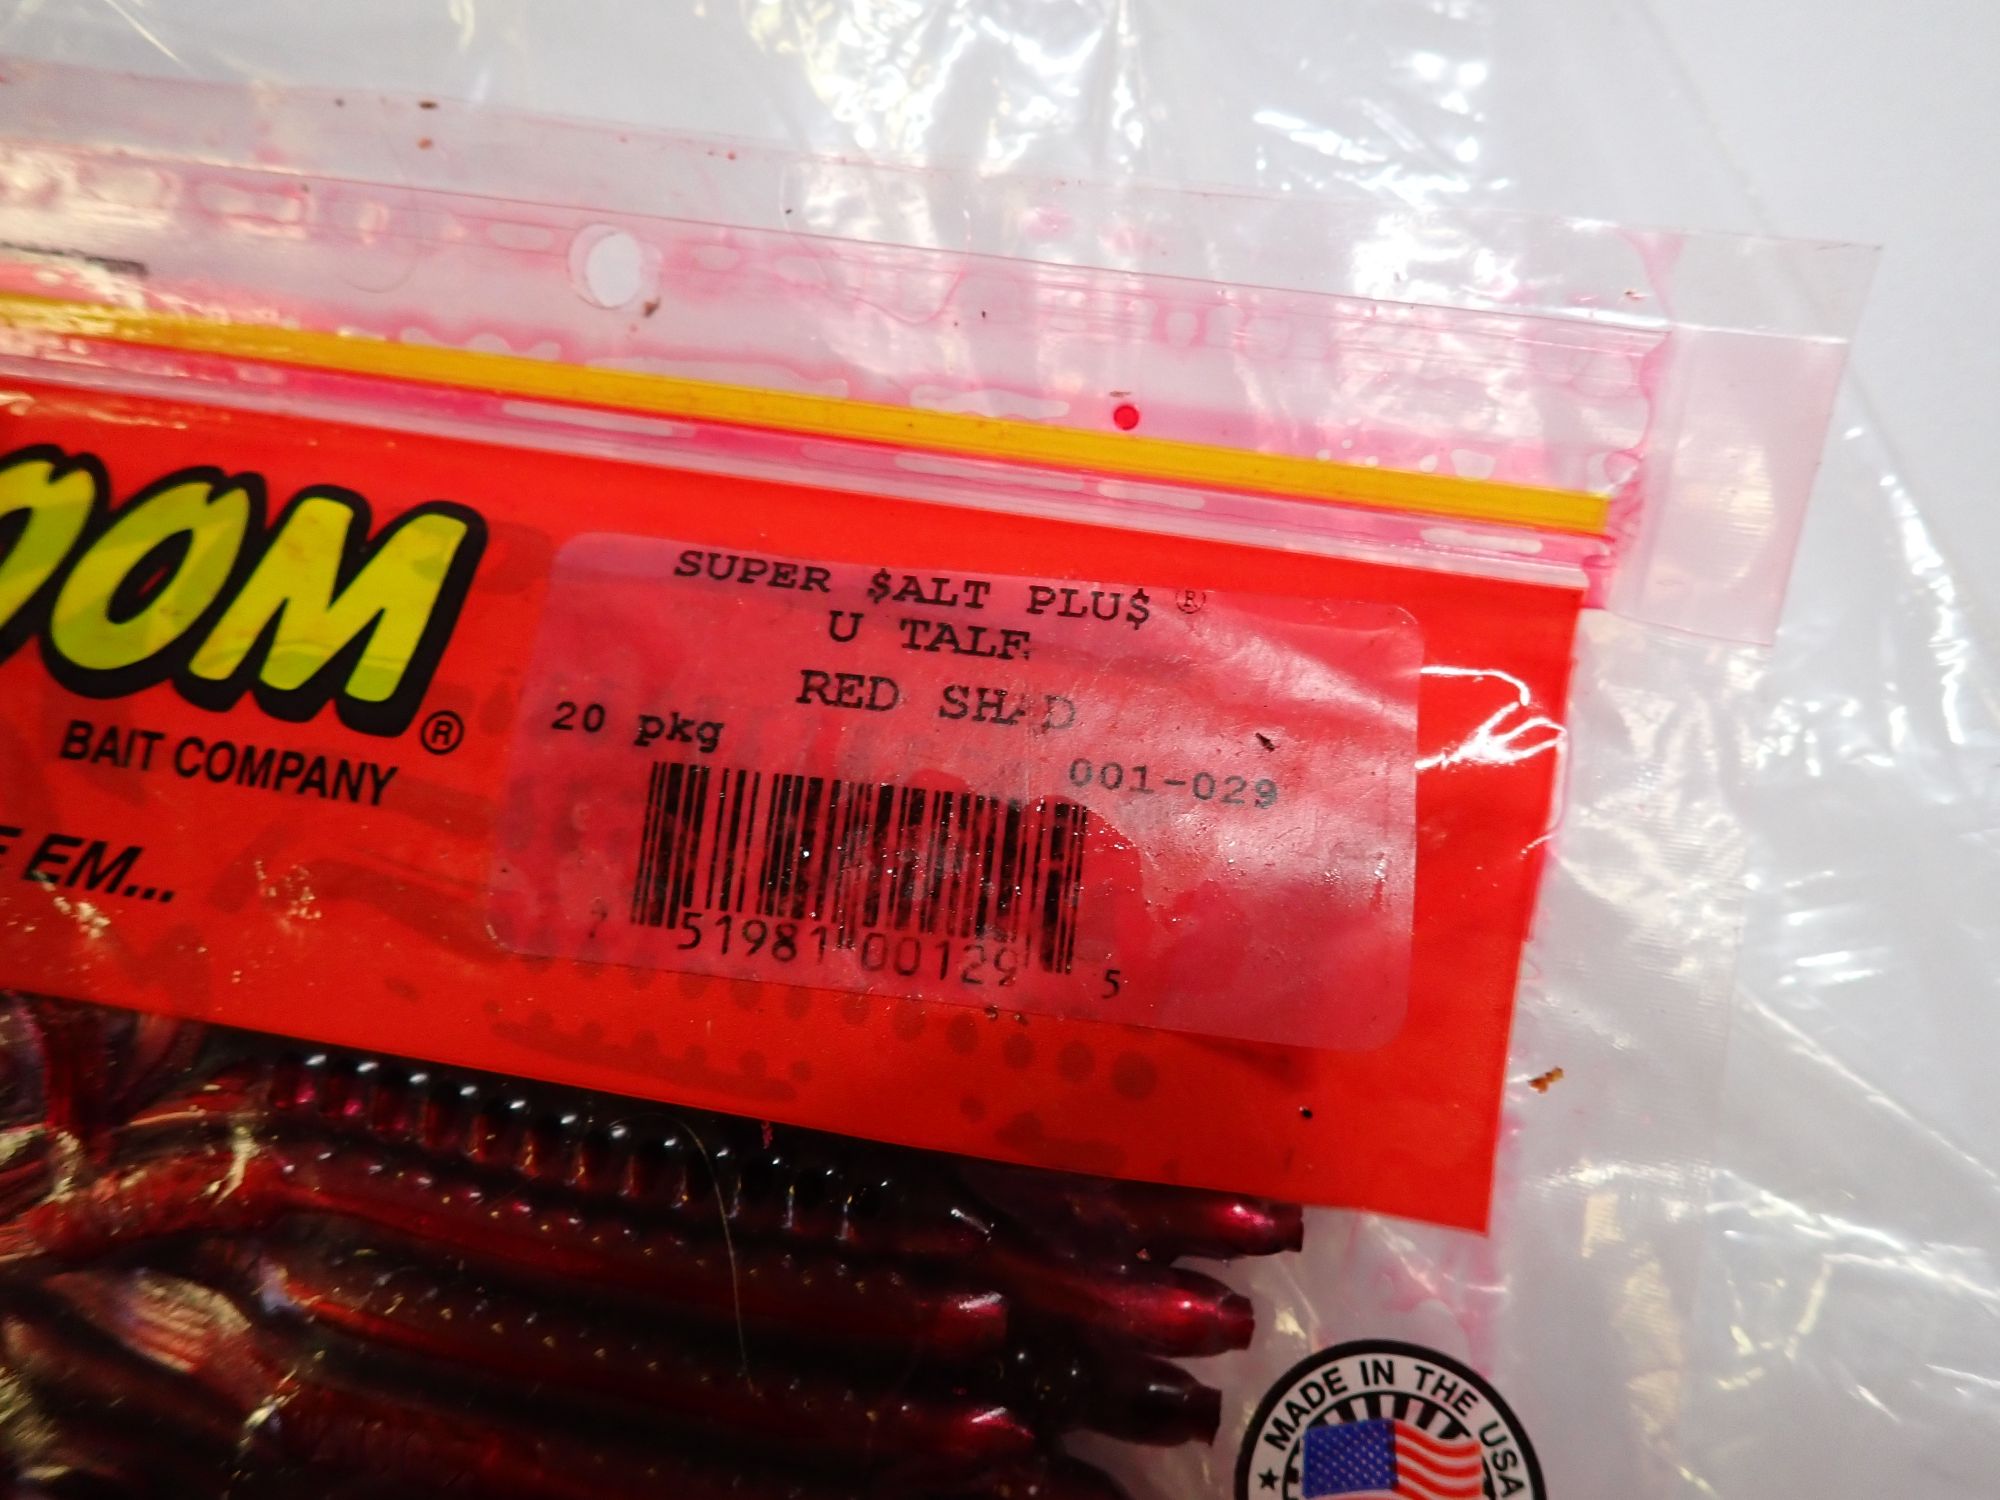 OOM®
BAIT COMPANY
E EM...
SUPER $ALT PLU$ ®
U TALE
RED SHAD
20 pkg
001-029
7 51981 00129 5
MADE IN THE USA